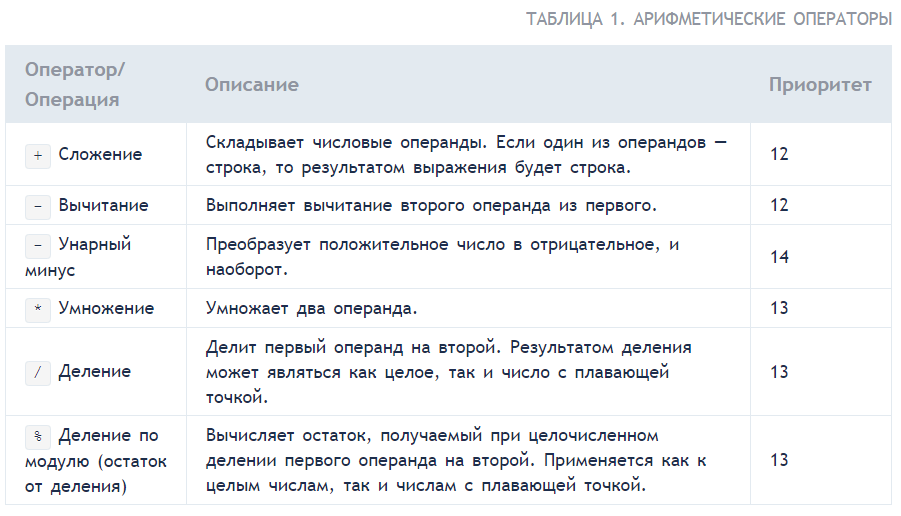 ТАБЛИЦА 1. АРИФМЕТИЧЕСКИЕ ОПЕРАТОРЫ
Оператор/
Операция
Описание
Приоритет
+ Сложение
Складывает числовые операнды. Если один из операндов —
строка, то результатом выражения будет строка.
12
- Вычитание
Выполняет вычитание второго операнда из первого.
12
- Унарный
минус
Преобразует положительное число в отрицательное, и
наоборот.
14
* Умножение
Умножает два операнда.
13
/ Деление
Делит первый операнд на второй. Результатом деления
может являться как целое, так и число с плавающей
точкой.
13
% Деление по
модулю (остаток
от деления)
Вычисляет остаток, получаемый при целочисленном
делении первого операнда на второй. Применяется как к
целым числам, так и числам с плавающей точкой.
13